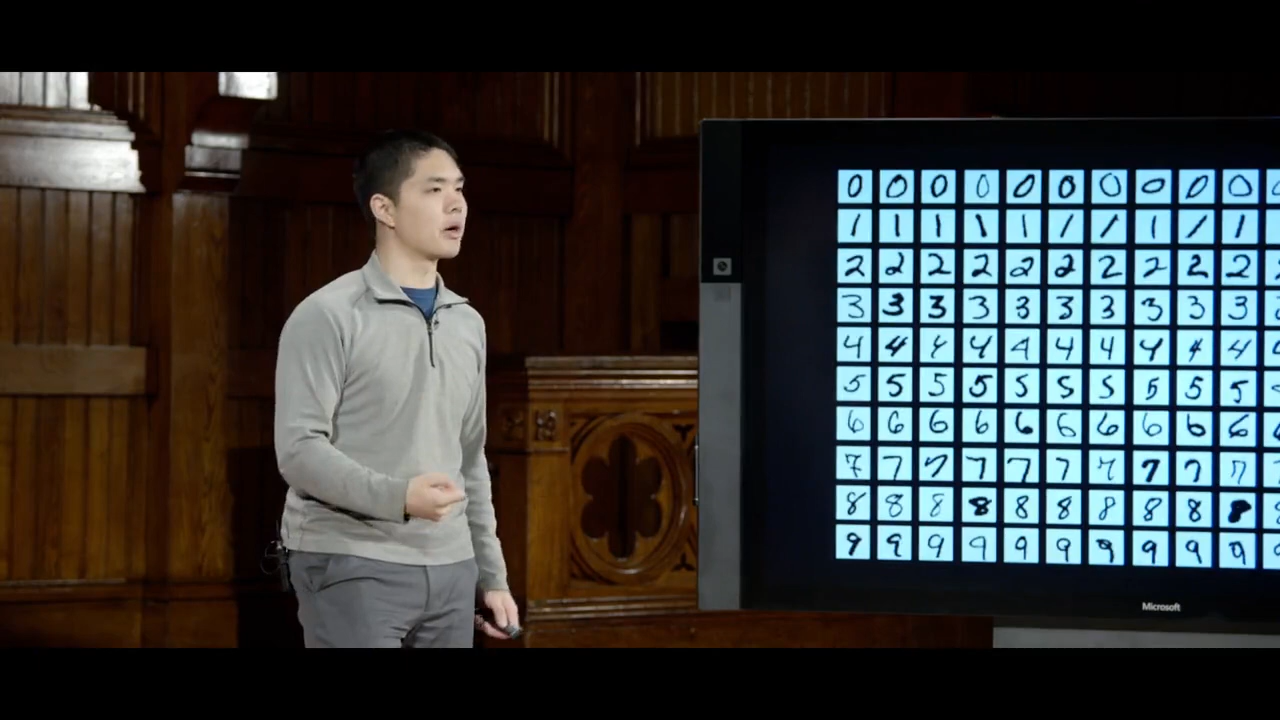 0 0 0 0 0 0 0 0 0 0
1 1 1 1 1 1 1 1 1 1
2 2 2 2 2 2 2 2 2 2
3 3 3 3 3 3 3 3 3 3
4 4 4 4 4 4 4 4 4 4
5 5 5 5 5 5 5 5 5 5
6 6 6 6 6 6 6 6 6 6
7 7 7 7 7 7 7 7 7 7
8 8 8 8 8 8 8 8 8 8
9 9 9 9 9 9 9 9 9 9
Microsoft